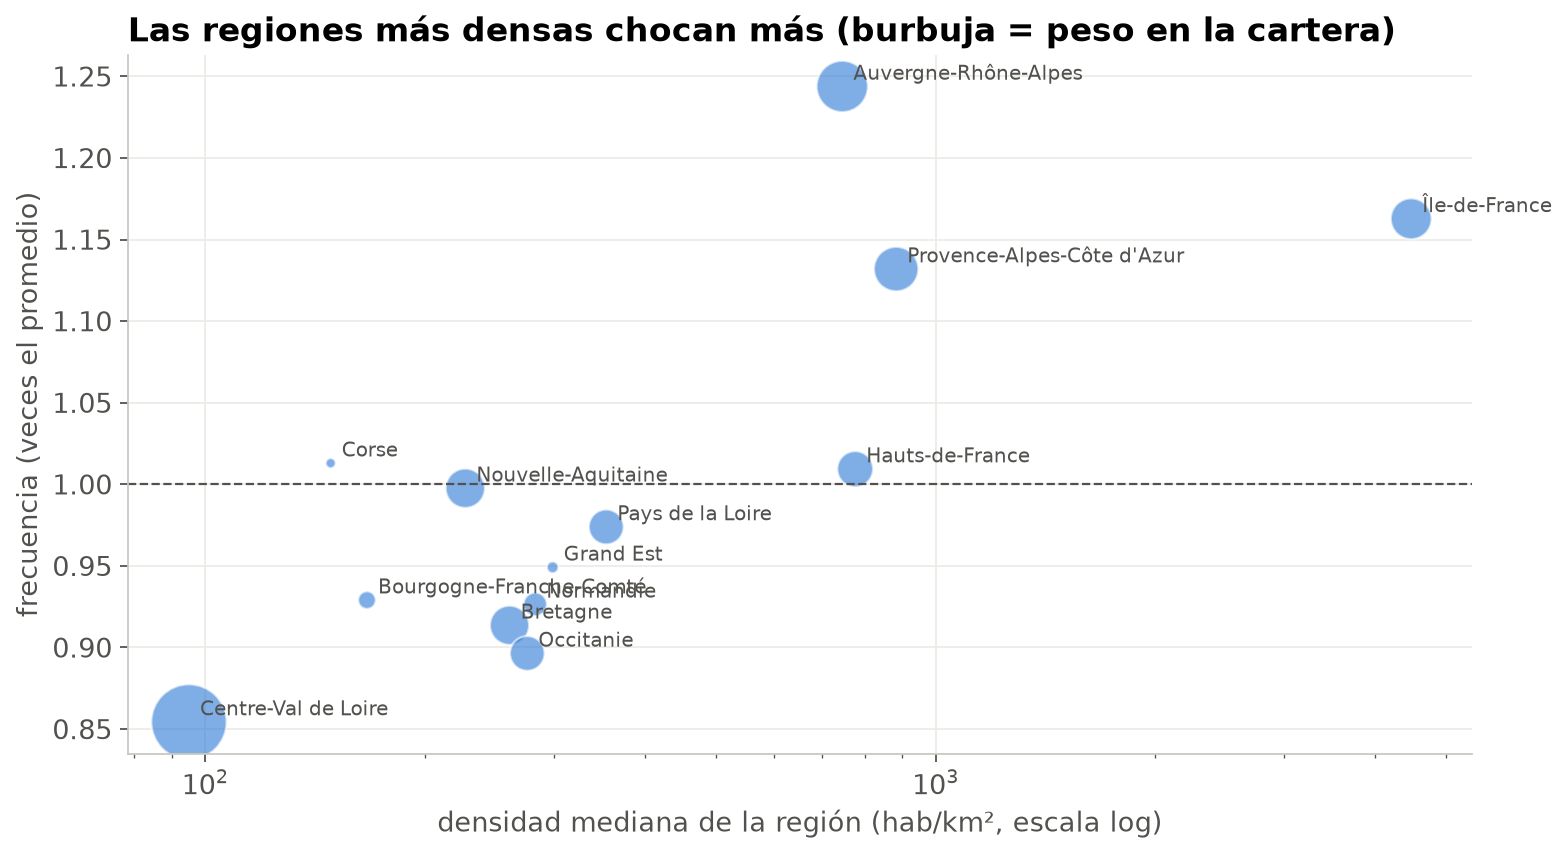 Las regiones más densas chocan más (burbuja = peso en la cartera)
1.25
1.20
1.15
1.10
1.05
1.00
0.95
0.90
0.85
frecuencia (veces el promedio)
Auvergne-Rhône-Alpes
Île-de-France
Provence-Alpes-Côte d'Azur
Corse
Hauts-de-France
Nouvelle-Aquitaine
Pays de la Loire
Grand Est
Bourgogne-Franche-Comté
Normandie
Bretagne
Occitanie
Centre-Val de Loire
10²
10³
densidad mediana de la región (hab/km², escala log)